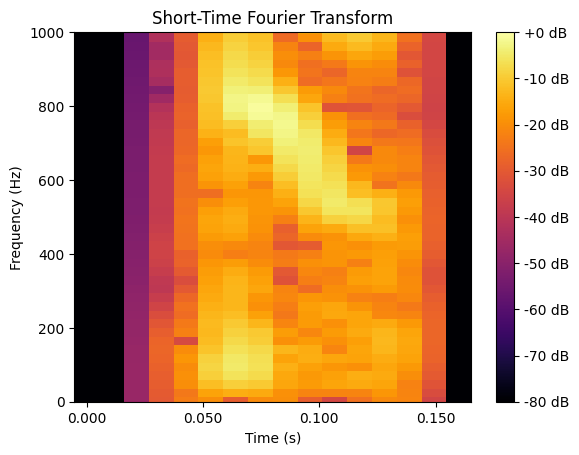 Short-Time Fourier Transform
1000
800
600
400
200
0
Frequency (Hz)
0.000
0.050
0.100
0.150
Time (s)
+0 dB
-10 dB
-20 dB
-30 dB
-40 dB
-50 dB
-60 dB
-70 dB
-80 dB